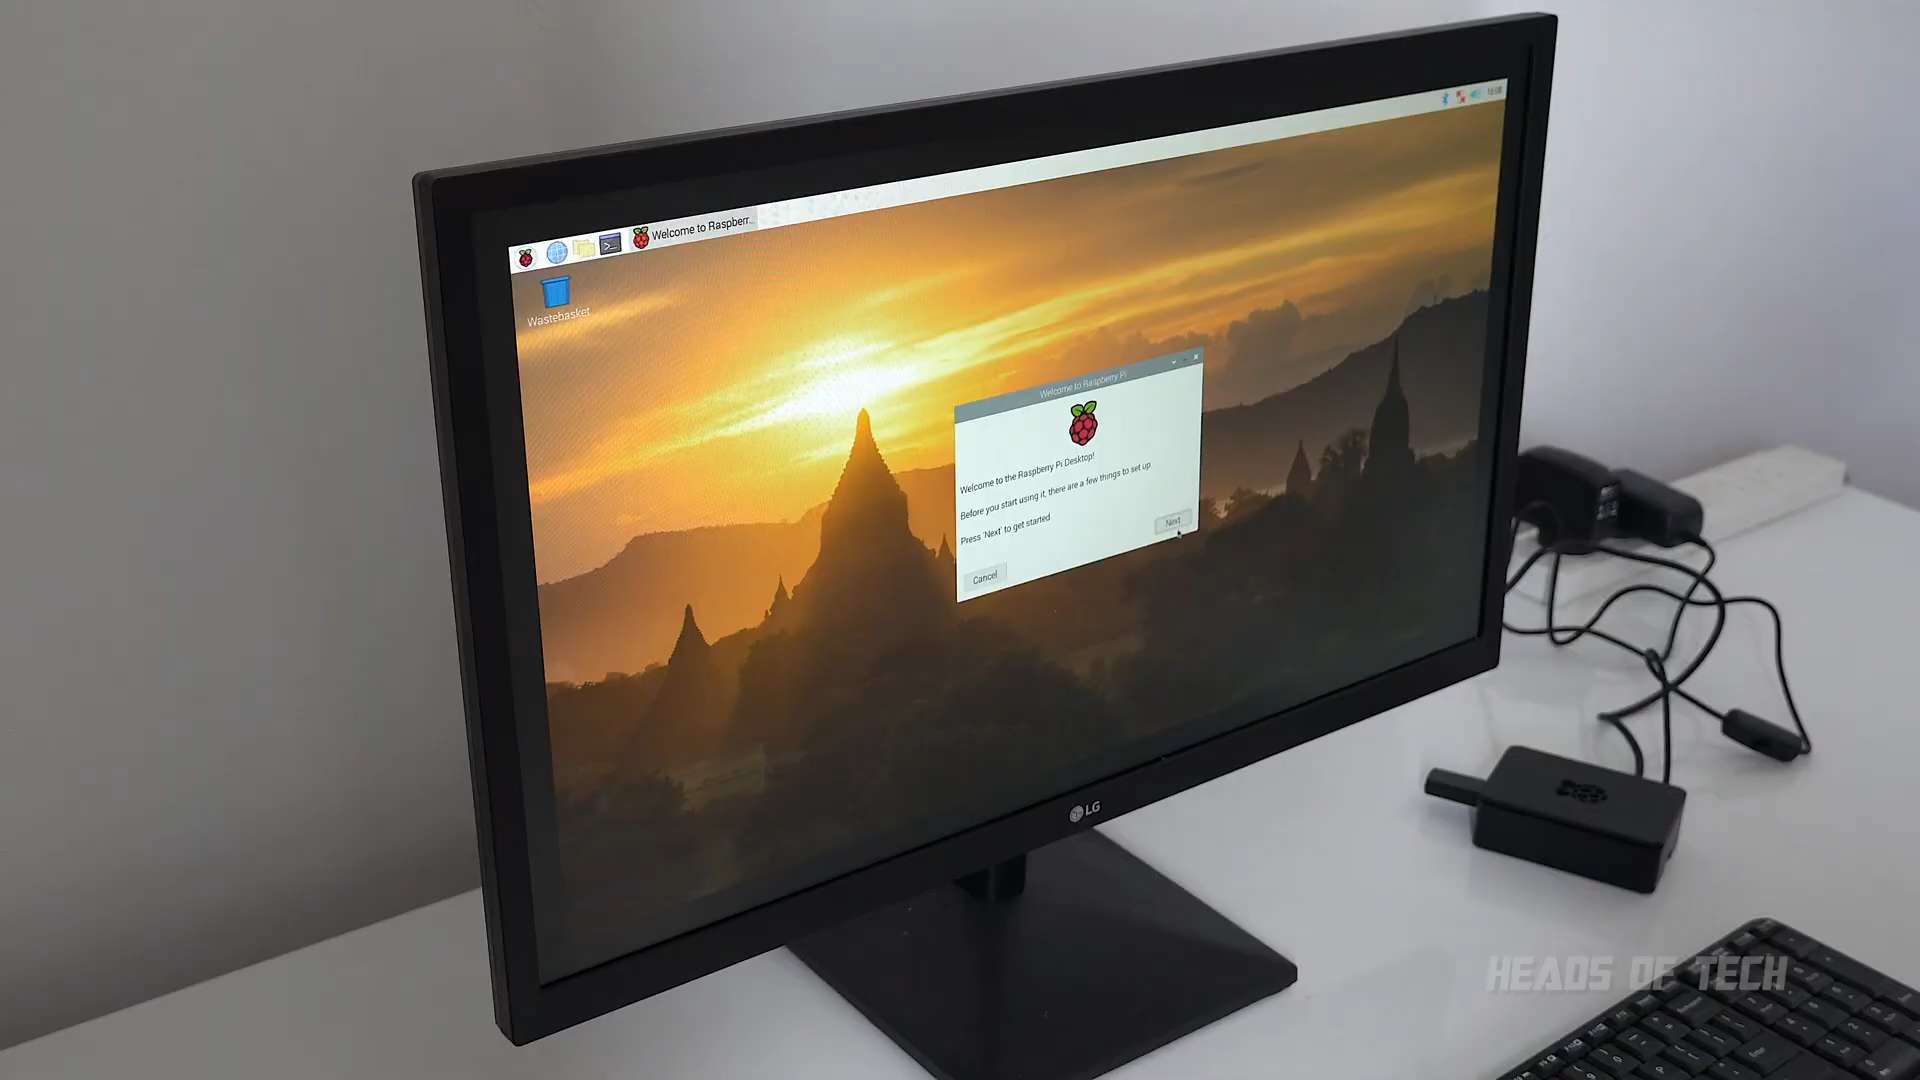 Welcome to Raspberr...
Wastebasket
Welcome to Raspberry Pi
Welcome to the Raspberry Pi Desktop!
Before you start using it, there are a few things to set up
Press 'Next' to get started.
Next
Cancel
LG
HEADS OF TECH